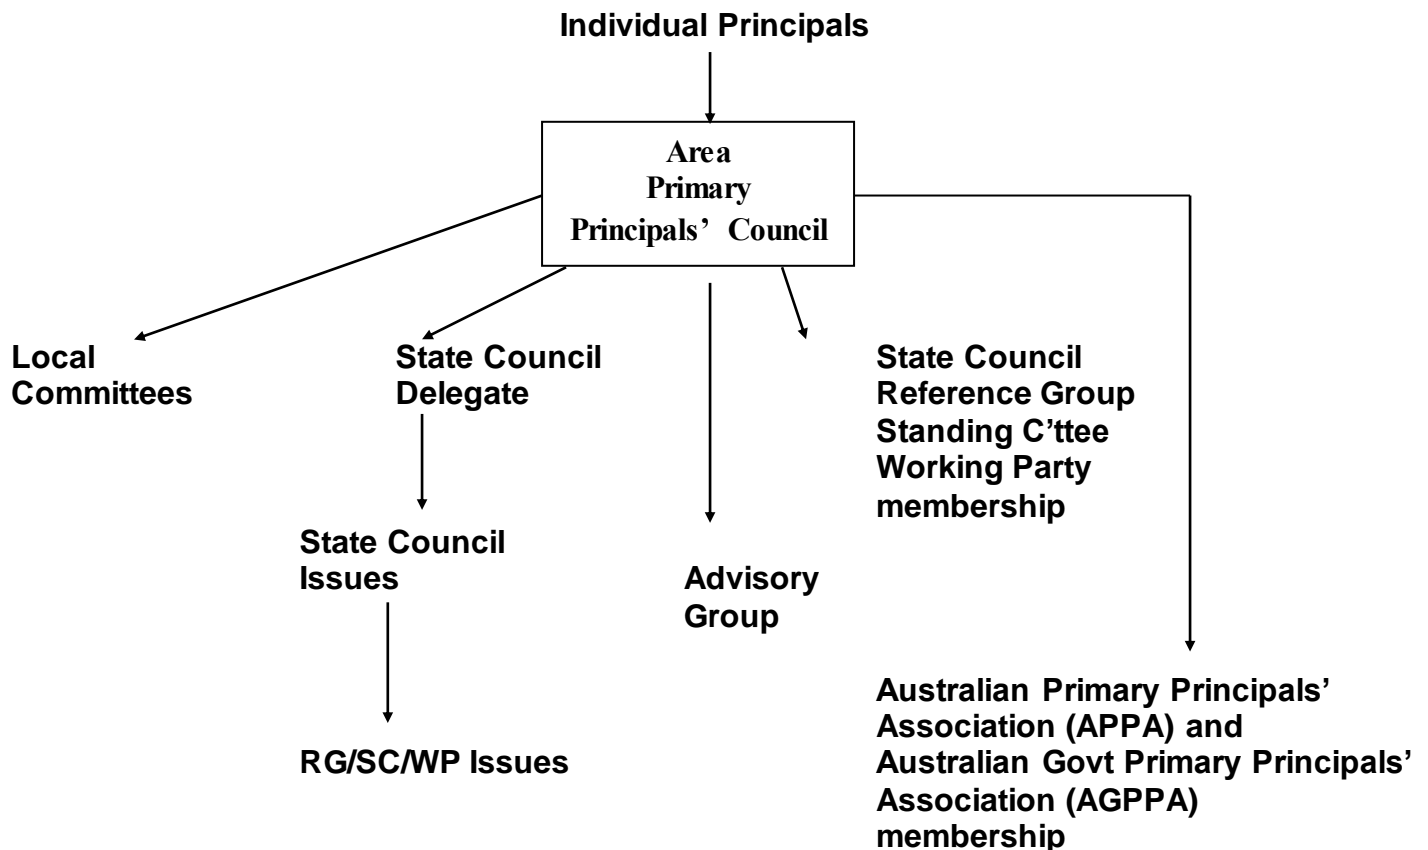 Individual Principals
Area
Primary
Principals’ Council
Local
Committees
State Council
Delegate
State Council
Reference Group
Standing C’ttee
Working Party
membership
State Council
Issues
Advisory
Group
RG/SC/WP Issues
Australian Primary Principals’
Association (APPA) and
Australian Govt Primary Principals’
Association (AGPPA)
membership